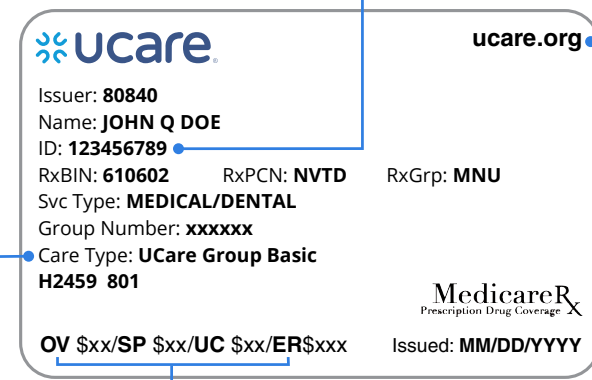 ucare
ucare.org
Issuer: 80840
Name: JOHN Q DOE
ID: 123456789
RxBIN: 610602 RxPCN: NVTD RxGrp: MNU
Svc Type: MEDICAL/DENTAL
Group Number: xxxxxx
Care Type: UCare Group Basic
H2459 801
MedicareRx
Prescription Drug Coverage
OV $xx/SP $xx/UC $xx/ER$xxx Issued: MM/DD/YYYY